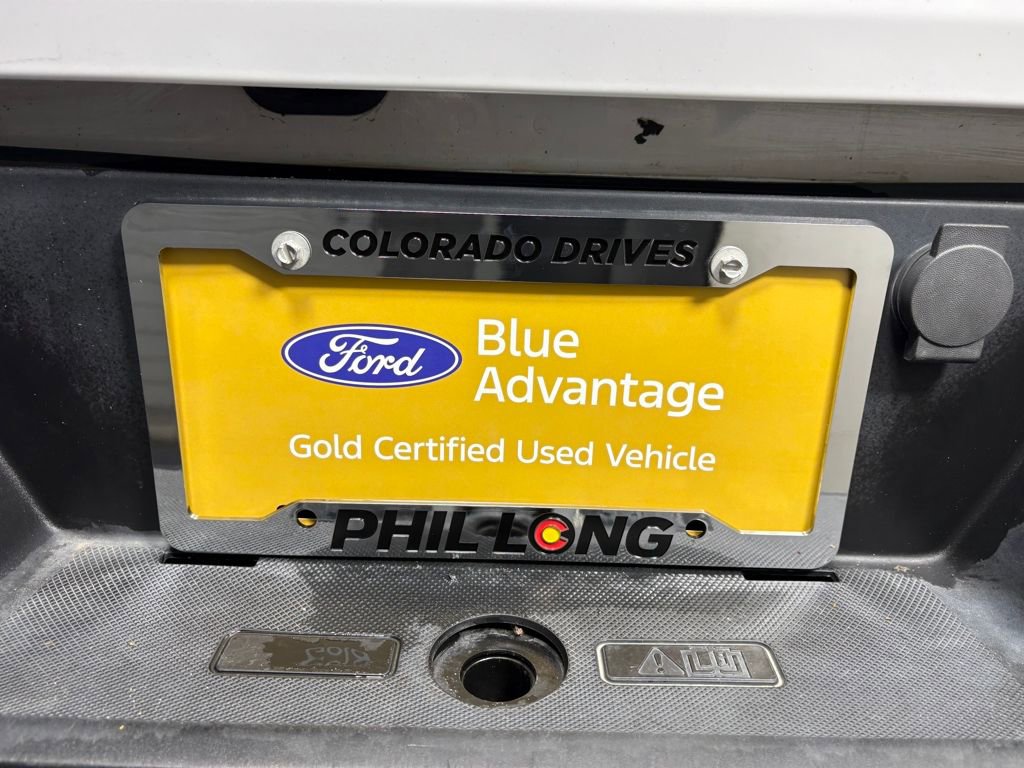 COLORADO DRIVES
Ford
Blue
Advantage
Gold Certified Used Vehicle
PHIL LONG